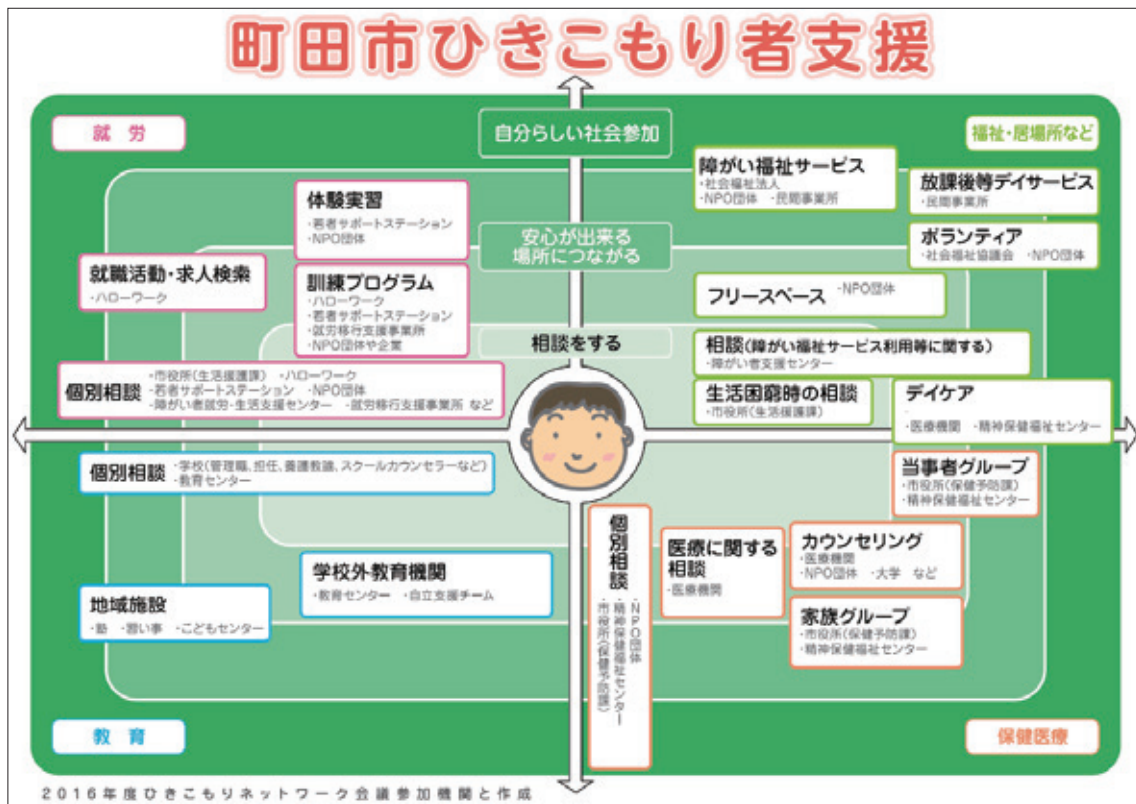 町田市ひきこもり者支援
就 労
自分らしい社会参加
福祉・居場所など
体験実習
・若者サポートステーション
・NPO団体
障がい福祉サービス
・社会福祉法人
・NPO団体 ・民間事業所
放課後等デイサービス
・民間事業所
安心が出来る
場所につながる
ボランティア
・社会福祉協議会 ・NPO団体
就職活動・求人検索
・ハローワーク
訓練プログラム
・ハローワーク
・若者サポートステーション
・就労移行支援事業所
・NPO団体や企業
フリースペース ・NPO団体
相談をする
相談(障がい福祉サービス利用等に関する)
・障がい者支援センター
個別相談
・市役所(生活援護課) ・ハローワーク
・若者サポートステーション ・NPO団体
・障がい者就労・生活支援センター ・就労移行支援事業所 など
生活困窮時の相談
・市役所(生活援護課)
デイケア
・医療機関 ・精神保健福祉センター
個別相談
・学校(管理職、担任、養護教諭、スクールカウンセラーなど)
・教育センター
当事者グループ
・市役所(保健予防課)
・精神保健福祉センター
個別相談
・NPO団体
・精神保健福祉センター
・市役所(保健予防課)
医療に関する
相談
・医療機関
カウンセリング
・医療機関
・NPO団体 ・大学 など
学校外教育機関
・教育センター ・自立支援チーム
地域施設
・塾 ・習い事 ・こどもセンター
家族グループ
・市役所(保健予防課)
・精神保健福祉センター
教 育
保健医療
2016年度ひきこもりネットワーク会議参加機関と作成